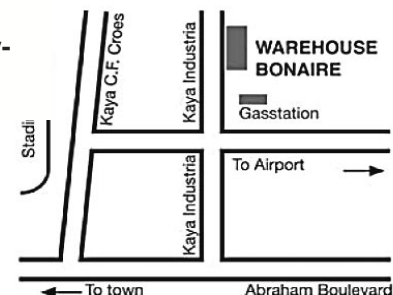 Kaya C.F. Croes
Kaya Industria
WAREHOUSE
BONAIRE
Gasstation
Stadi
Kaya Industria
To Airport
To town
Abraham Boulevard